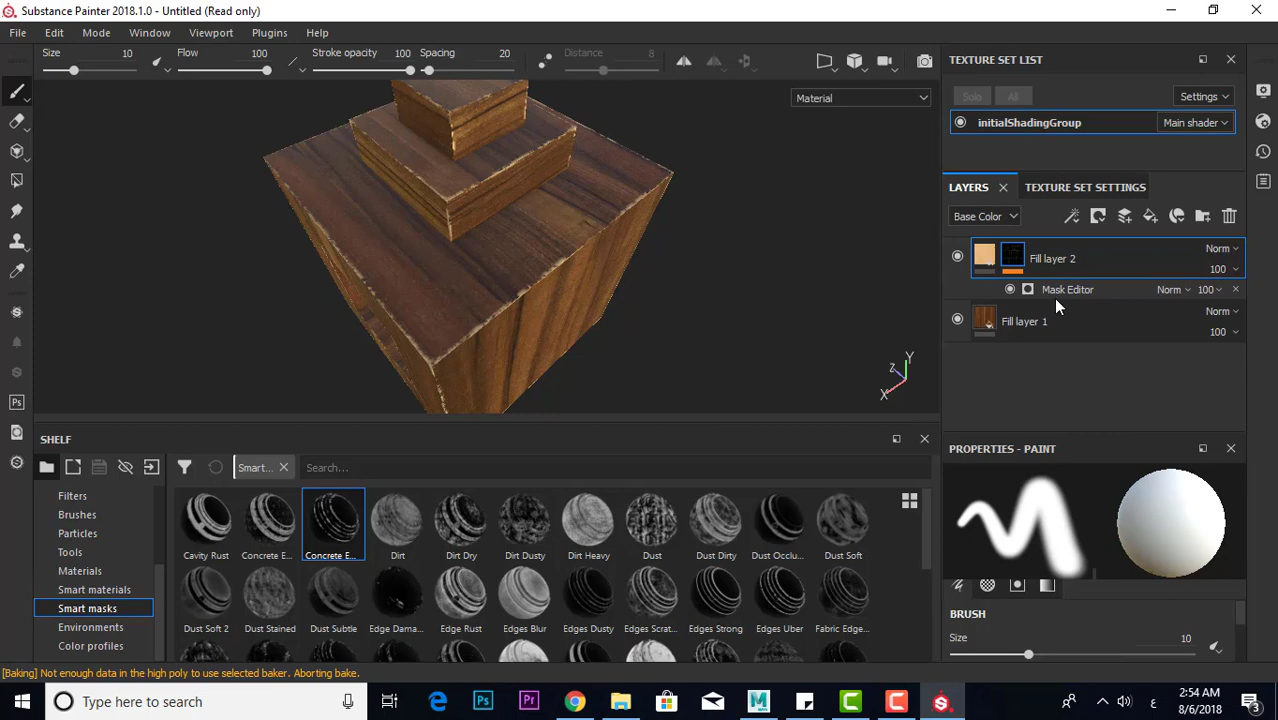 Substance Painter 2018.1.0 - Untitled (Read only)
File Edit Mode Window Viewport Plugins Help
Size 10 Flow 100 Stroke opacity 100 Spacing 20 Distance 8
Material
Y
Z
X
TEXTURE SET LIST
Solo All Settings
initialShadingGroup Main shader
LAYERS TEXTURE SET SETTINGS
Base Color
Fill layer 2 Norm
100
Mask Editor Norm 100
Fill layer 1 Norm
100
PROPERTIES - PAINT
BRUSH
Size 10
SHELF
Smart... Search...
Filters
Brushes
Particles
Tools
Materials
Smart materials
Smart masks
Environments
Color profiles
Cavity Rust Concrete E... Concrete E... Dirt Dirt Dry Dirt Dusty Dirt Heavy Dust Dust Dirty Dust Occlu... Dust Soft
Dust Soft 2 Dust Stained Dust Subtle Edge Dama... Edge Rust Edges Blur Edges Dusty Edges Scrat... Edges Strong Edges Uber Fabric Edge...
[Baking] Not enough data in the high poly to use selected baker. Aborting bake.
Type here to search
Ps
Pr
M
ع
2:54 AM
8/6/2018
3